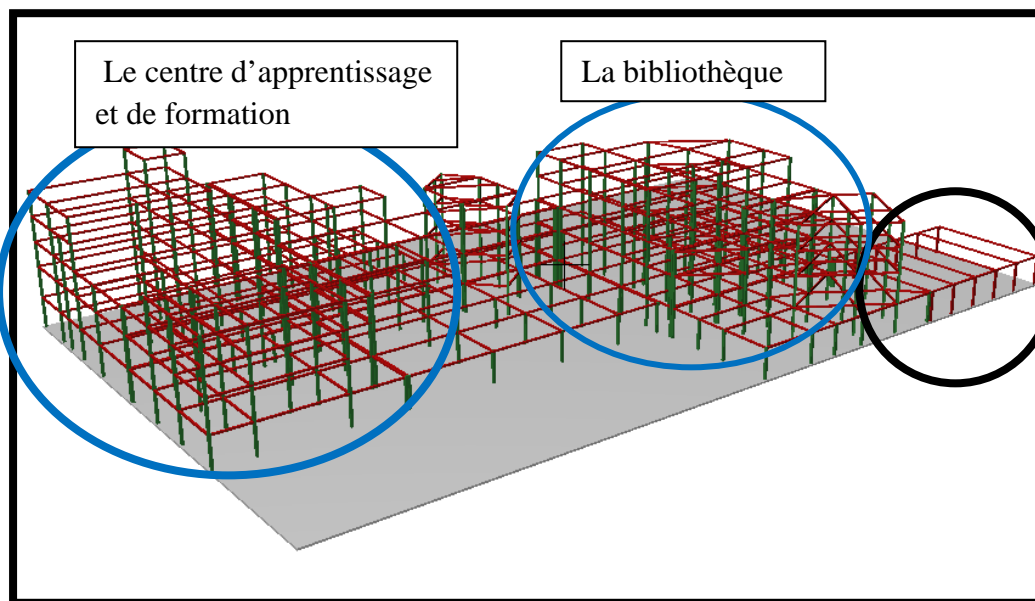 Le centre d’apprentissage
et de formation
La bibliothèque